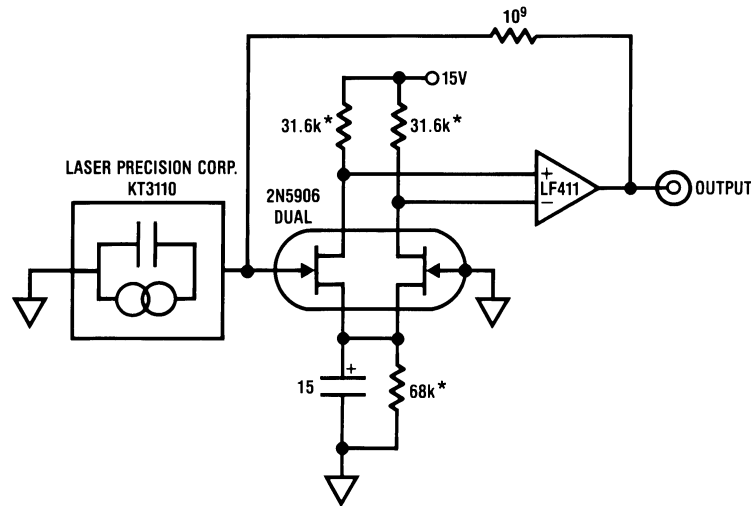 10⁹
15V
31.6k*
31.6k*
LASER PRECISION CORP.
KT3110
2N5906
DUAL
+
LF411
−
OUTPUT
+
15
68k*